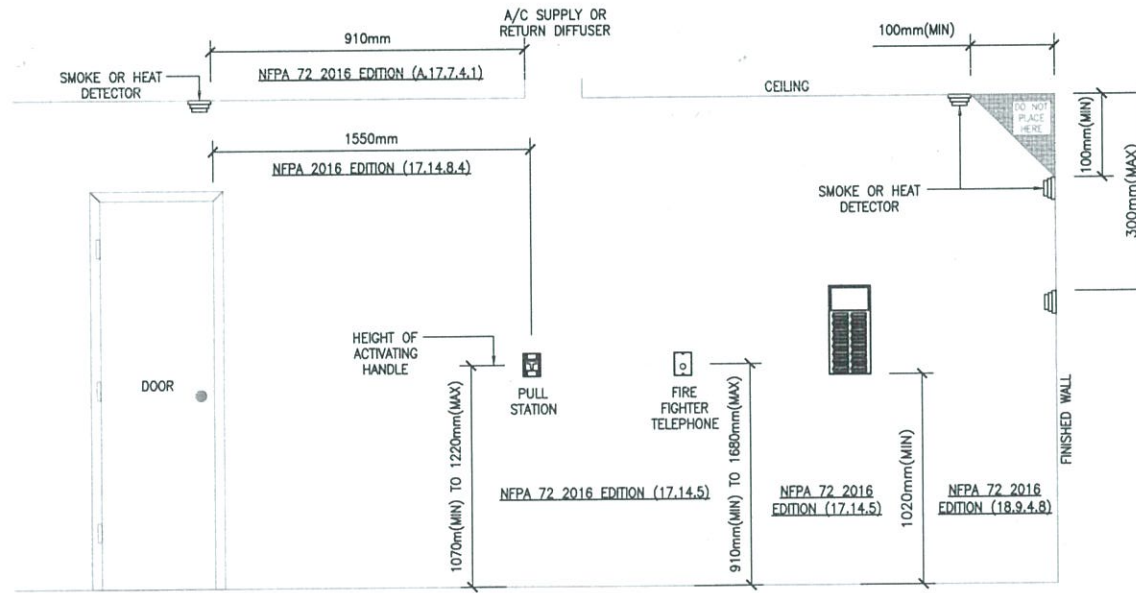 A/C SUPPLY OR
RETURN DIFFUSER
910mm
100mm(MIN)
NFPA 72 2016 EDITION (A.17.7.4.1)
SMOKE OR HEAT
DETECTOR
CEILING
DO NOT
PLACE
HERE
100mm(MIN)
300mm(MAX)
1550mm
NFPA 2016 EDITION (17.14.8.4)
SMOKE OR HEAT
DETECTOR
HEIGHT OF
ACTIVATING
HANDLE
DOOR
PULL
STATION
FIRE
FIGHTER
TELEPHONE
1070m(MIN) TO 1220mm(MAX)
910mm(MIN) TO 1680mm(MAX)
1020mm(MIN)
FINISHED WALL
NFPA 72 2016 EDITION (17.14.5)
NFPA 72 2016
EDITION (17.14.5)
NFPA 72 2016
EDITION (18.9.4.8)